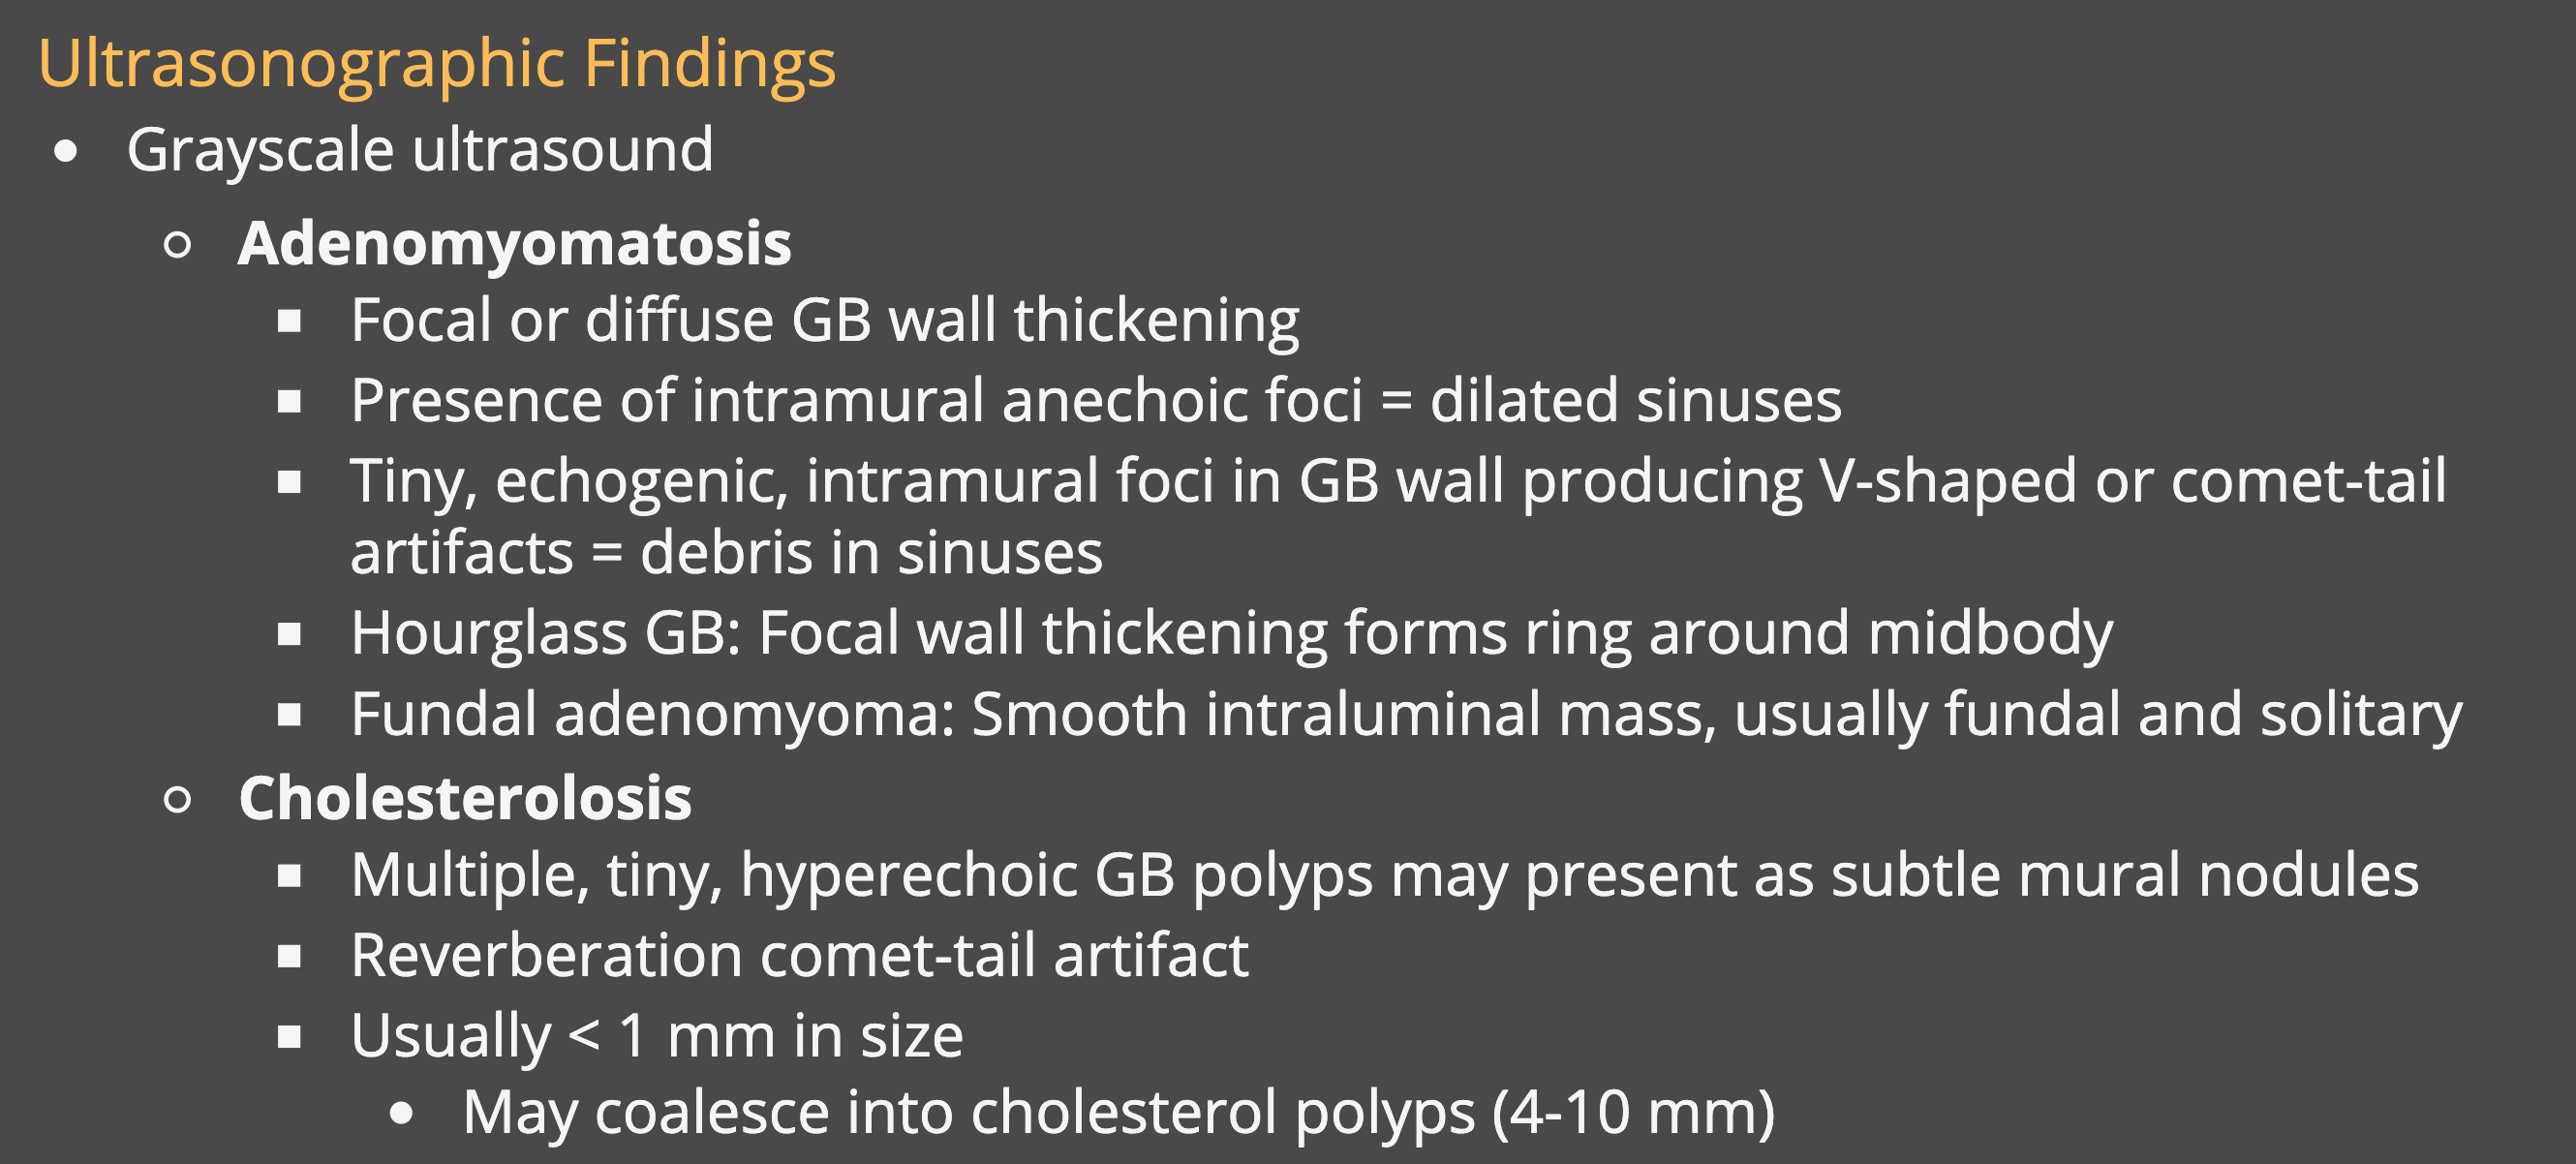 Ultrasonographic Findings
• Grayscale ultrasound
○ Adenomyomatosis
▪ Focal or diffuse GB wall thickening
▪ Presence of intramural anechoic foci = dilated sinuses
▪ Tiny, echogenic, intramural foci in GB wall producing V-shaped or comet-tail
artifacts = debris in sinuses
▪ Hourglass GB: Focal wall thickening forms ring around midbody
▪ Fundal adenomyoma: Smooth intraluminal mass, usually fundal and solitary
○ Cholesterolosis
▪ Multiple, tiny, hyperechoic GB polyps may present as subtle mural nodules
▪ Reverberation comet-tail artifact
▪ Usually < 1 mm in size
• May coalesce into cholesterol polyps (4-10 mm)